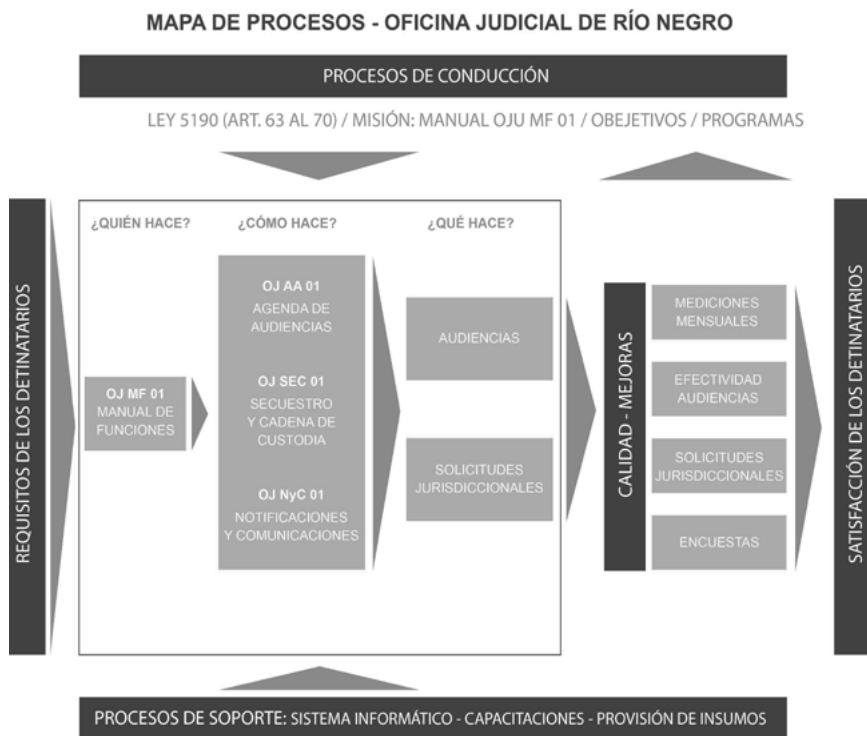 MAPA DE PROCESOS - OFICINA JUDICIAL DE RÍO NEGRO
PROCESOS DE CONDUCCIÓN
LEY 5190 (ART. 63 AL 70) / MISIÓN: MANUAL OJU MF 01 / OBEJETIVOS / PROGRAMAS
REQUISITOS DE LOS DETINATARIOS
¿QUIÉN HACE?
OJ MF 01
MANUAL DE
FUNCIONES
¿CÓMO HACE?
OJ AA 01
AGENDA DE
AUDIENCIAS
OJ SEC 01
SECUESTRO
Y CADENA DE
CUSTODIA
OJ NyC 01
NOTIFICACIONES
Y COMUNICACIONES
¿QUÉ HACE?
AUDIENCIAS
SOLICITUDES
JURISDICCIONALES
CALIDAD - MEJORAS
MEDICIONES
MENSUALES
EFECTIVIDAD
AUDIENCIAS
SOLICITUDES
JURISDICCIONALES
ENCUESTAS
SATISFACCIÓN DE LOS DETINATARIOS
PROCESOS DE SOPORTE: SISTEMA INFORMÁTICO - CAPACITACIONES - PROVISIÓN DE INSUMOS